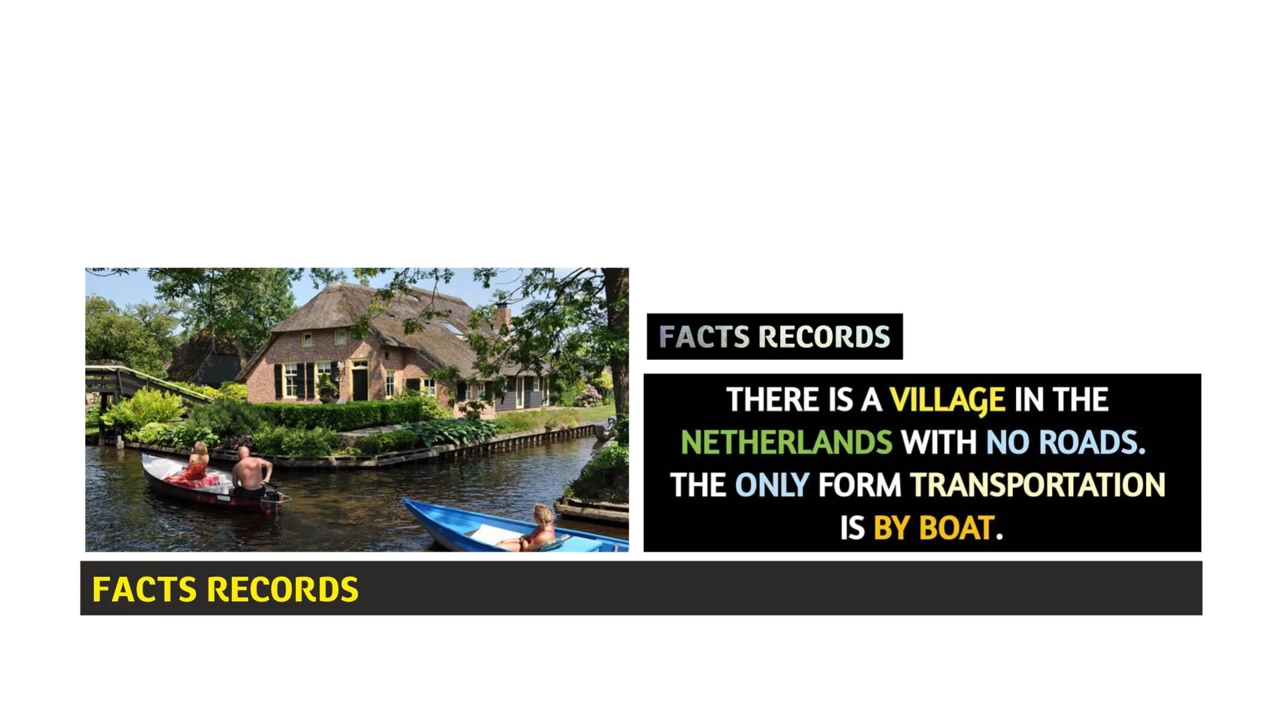 FACTS RECORDS
THERE IS A VILLAGE IN THE
NETHERLANDS WITH NO ROADS.
THE ONLY FORM TRANSPORTATION
IS BY BOAT.
FACTS RECORDS